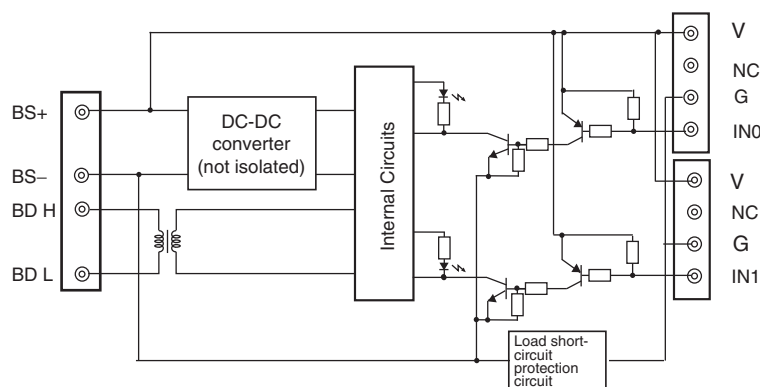 BS+
BS–
BD H
BD L
DC-DC
converter
(not isolated)
Internal Circuits
V
NC
G
IN0
V
NC
G
IN1
Load short-
circuit
protection
circuit